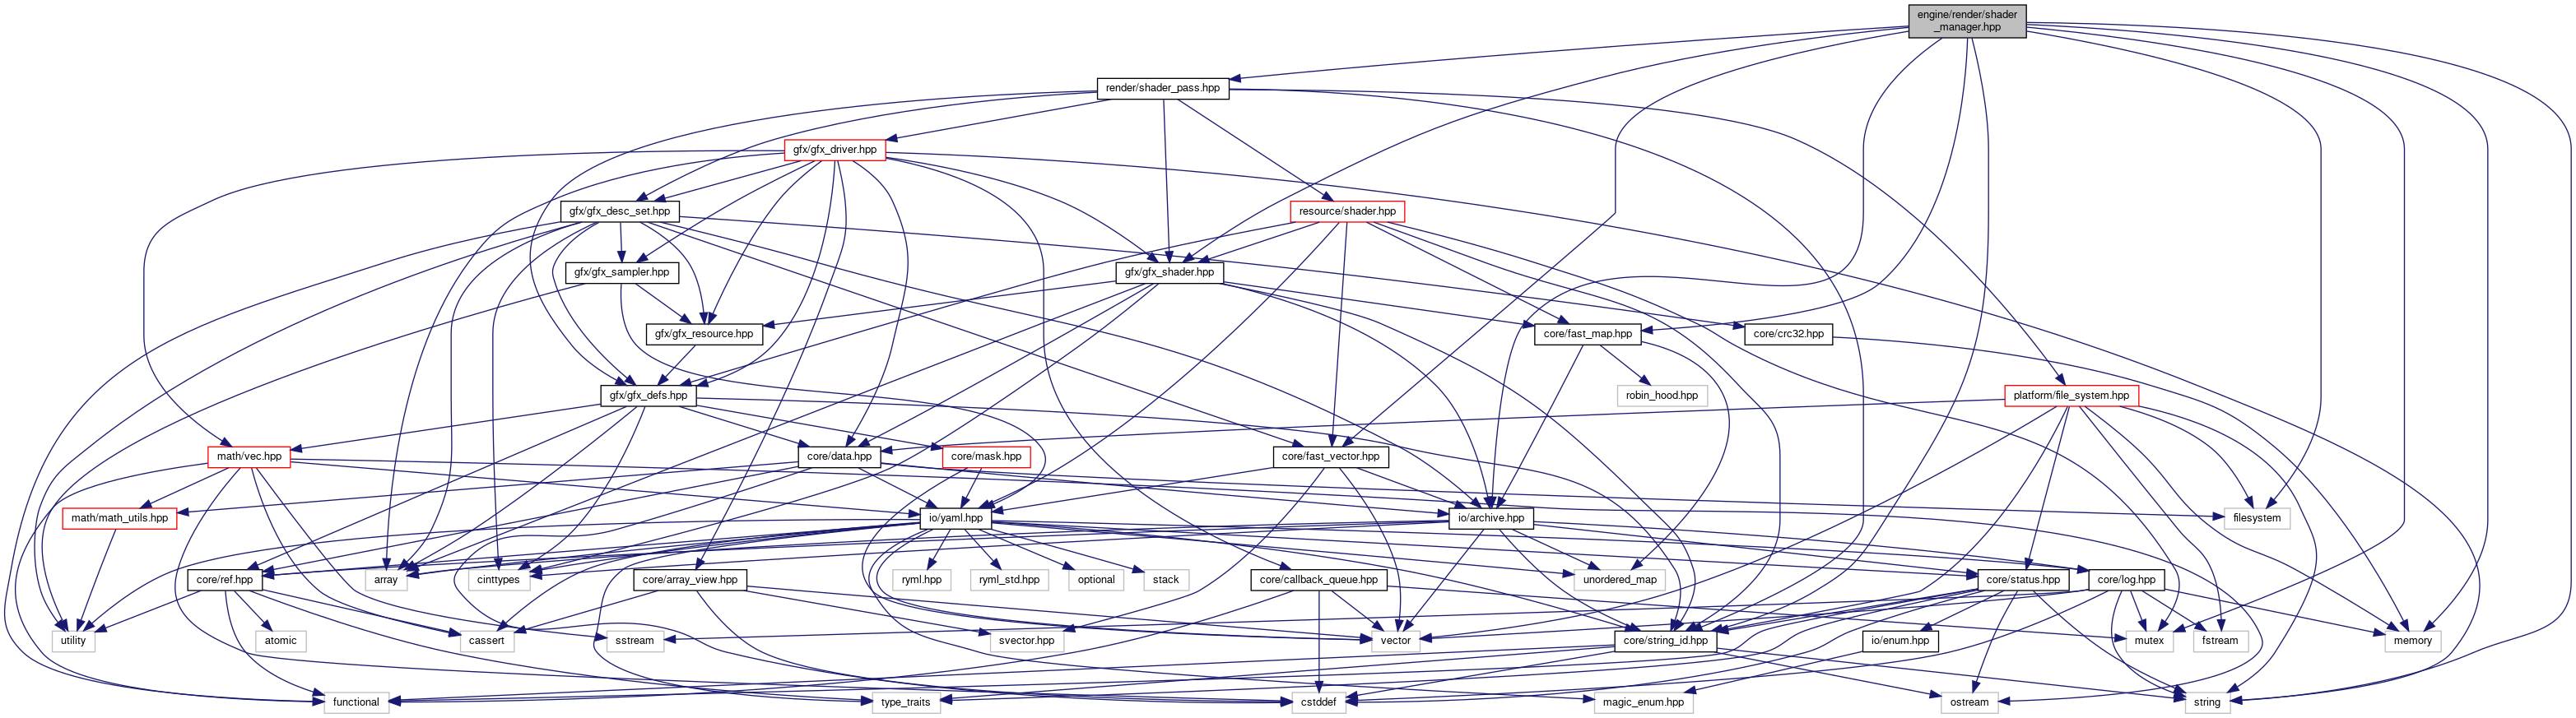 engine/render/shader
_manager.hpp
render/shader_pass.hpp
gfx/gfx_driver.hpp
gfx/gfx_desc_set.hpp
resource/shader.hpp
gfx/gfx_sampler.hpp
gfx/gfx_shader.hpp
gfx/gfx_resource.hpp
core/fast_map.hpp
core/crc32.hpp
gfx/gfx_defs.hpp
robin_hood.hpp
platform/file_system.hpp
math/vec.hpp
core/data.hpp
core/mask.hpp
core/fast_vector.hpp
math/math_utils.hpp
io/yaml.hpp
io/archive.hpp
filesystem
core/ref.hpp
array
cinttypes
core/array_view.hpp
ryml.hpp
ryml_std.hpp
optional
stack
core/callback_queue.hpp
unordered_map
core/status.hpp
core/log.hpp
utility
atomic
cassert
sstream
svector.hpp
vector
core/string_id.hpp
io/enum.hpp
mutex
fstream
memory
functional
type_traits
cstddef
magic_enum.hpp
ostream
string